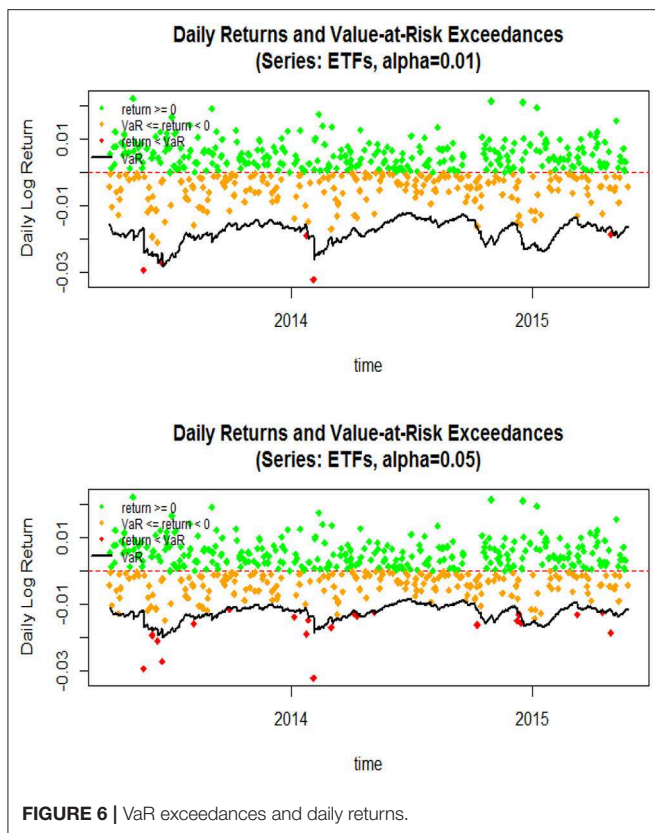 Daily Returns and Value-at-Risk Exceedances
(Series: ETFs, alpha=0.01)
return >= 0
VaR <= return < 0
return < VaR
VaR
Daily Log Return
0.01
-0.01
-0.03
2014
2015
time
Daily Returns and Value-at-Risk Exceedances
(Series: ETFs, alpha=0.05)
return >= 0
VaR <= return < 0
return < VaR
VaR
Daily Log Return
0.01
-0.01
-0.03
2014
2015
time
FIGURE 6 | VaR exceedances and daily returns.